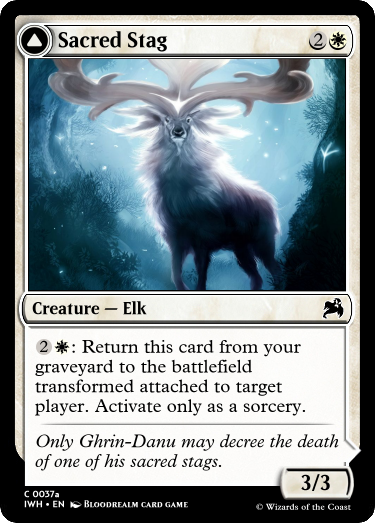 Sacred Stag
2
Creature — Elk
2 : Return this card from your
graveyard to the battlefield
transformed attached to target
player. Activate only as a sorcery.
Only Ghrin-Danu may decree the death
of one of his sacred stags.
3/3
C 0037a
IWH • EN Bloodrealm Card Game
© Wizards of the Coast